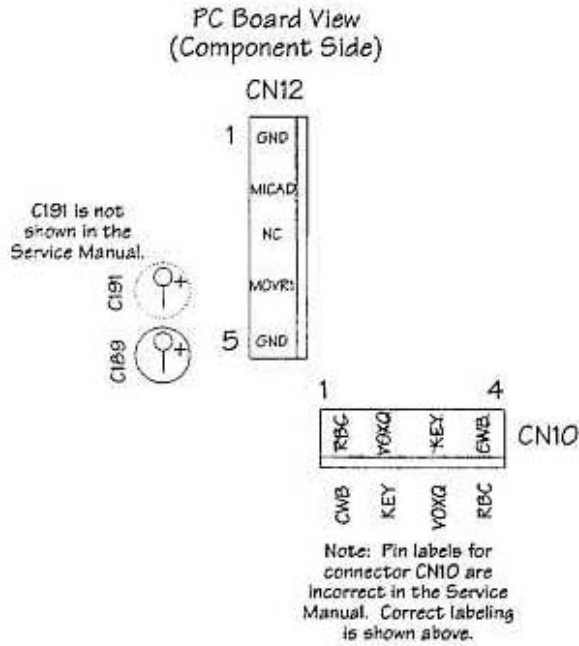 PC Board View
(Component Side)
CN12
1 GND
MICAD
NC
MOVR1
5 GND
C191 is not
shown in the
Service Manual.
C191 +
C189 +
1 4
RBC VOXQ KEY CWB CN10
CWB KEY VOXQ RBC
Note: Pin labels for
connector CN10 are
incorrect in the Service
Manual. Correct labeling
is shown above.